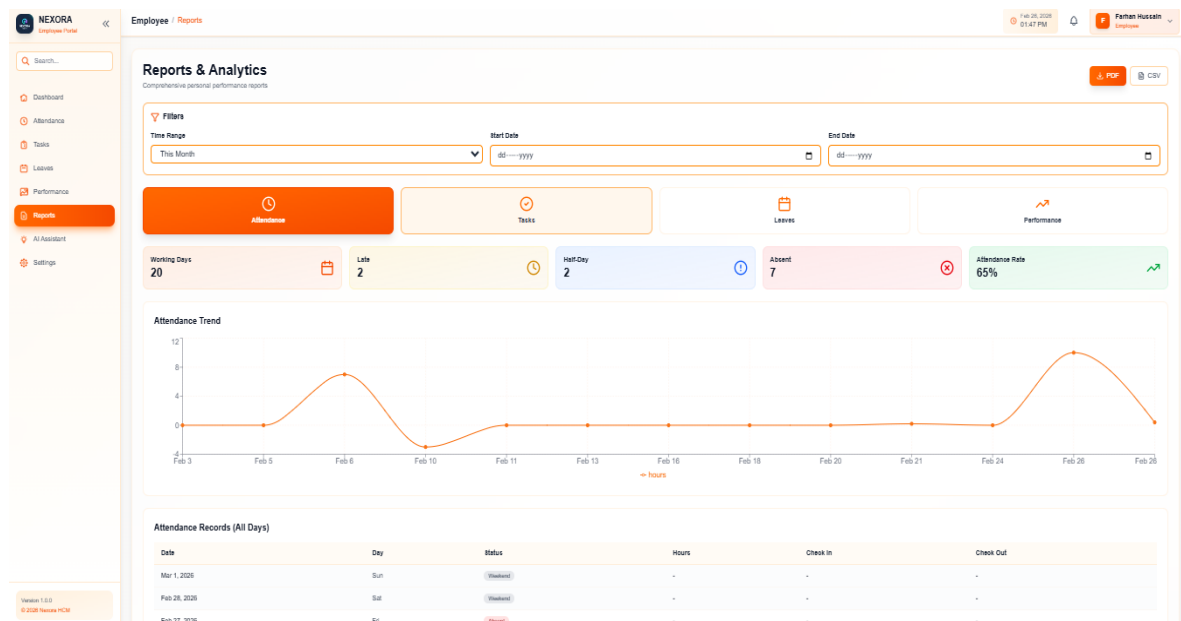 NEXORA
Employee Portal
Employee / Reports
Feb 26, 2026
01:47 PM
F
Farhan Hussain
Employee
Search...
Dashboard
Attendance
Tasks
Leaves
Performance
Reports
AI Assistant
Settings
Version 1.0.0
© 2026 Nexora HCM
Reports & Analytics
Comprehensive personal performance reports
PDF
CSV
Filters
Time Range
Start Date
End Date
This Month
dd-----yyyy
dd-----yyyy
Attendance
Tasks
Leaves
Performance
Working Days
20
Late
2
Half-Day
2
Absent
7
Attendance Rate
65%
Attendance Trend
12
8
4
0
-4
Feb 3
Feb 5
Feb 6
Feb 10
Feb 11
Feb 13
Feb 16
Feb 18
Feb 20
Feb 21
Feb 24
Feb 26
Feb 26
hours
Attendance Records (All Days)
Date Day Status Hours Check In Check Out
Mar 1, 2026 Sun Weekend - - -
Feb 28, 2026 Sat Weekend - - -
Feb 27, 2026 Fri Absent - - -